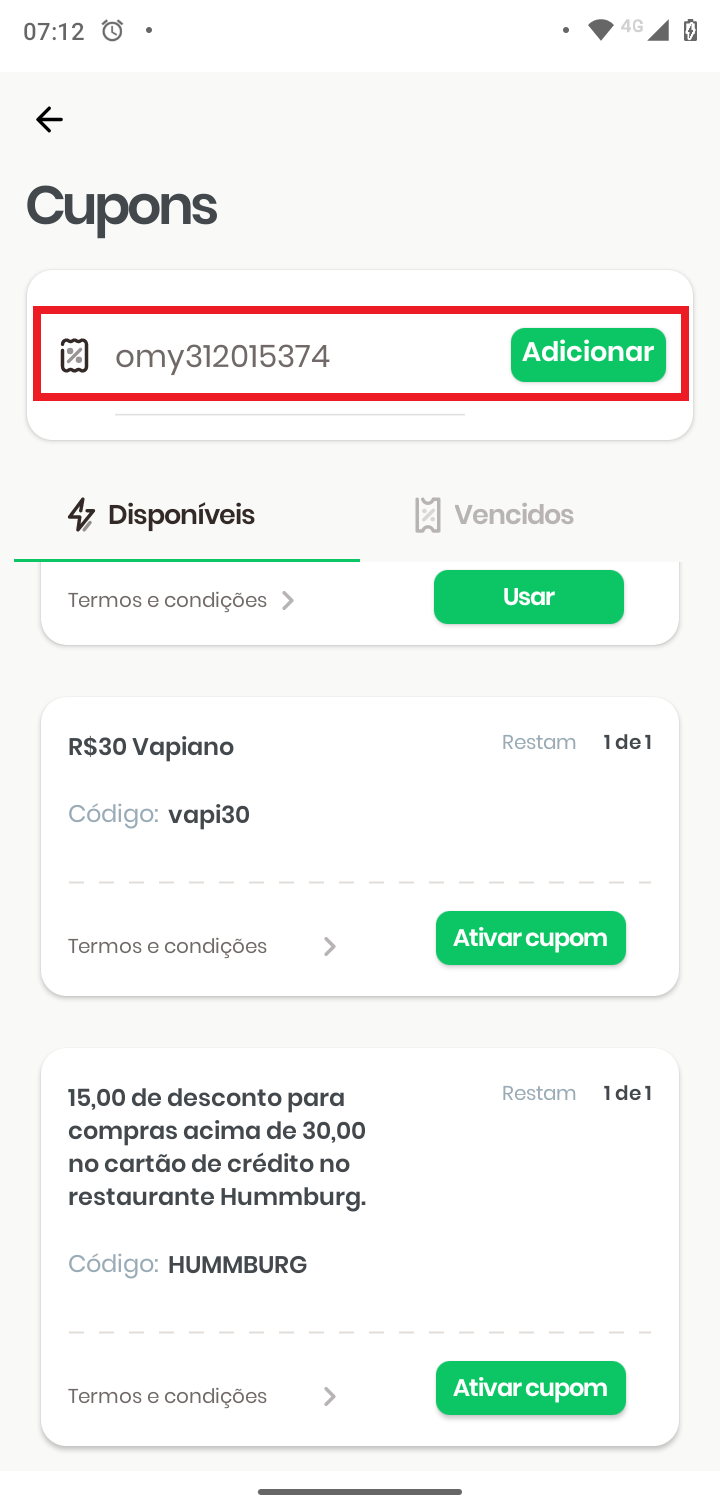 07:12
4G
Cupons
omy312015374
Adicionar
Disponíveis
Vencidos
Termos e condições
Usar
R$30 Vapiano
Restam 1 de 1
Código: vapi30
Termos e condições
Ativar cupom
15,00 de desconto para
compras acima de 30,00
no cartão de crédito no
restaurante Hummburg.
Restam 1 de 1
Código: HUMMBURG
Termos e condições
Ativar cupom